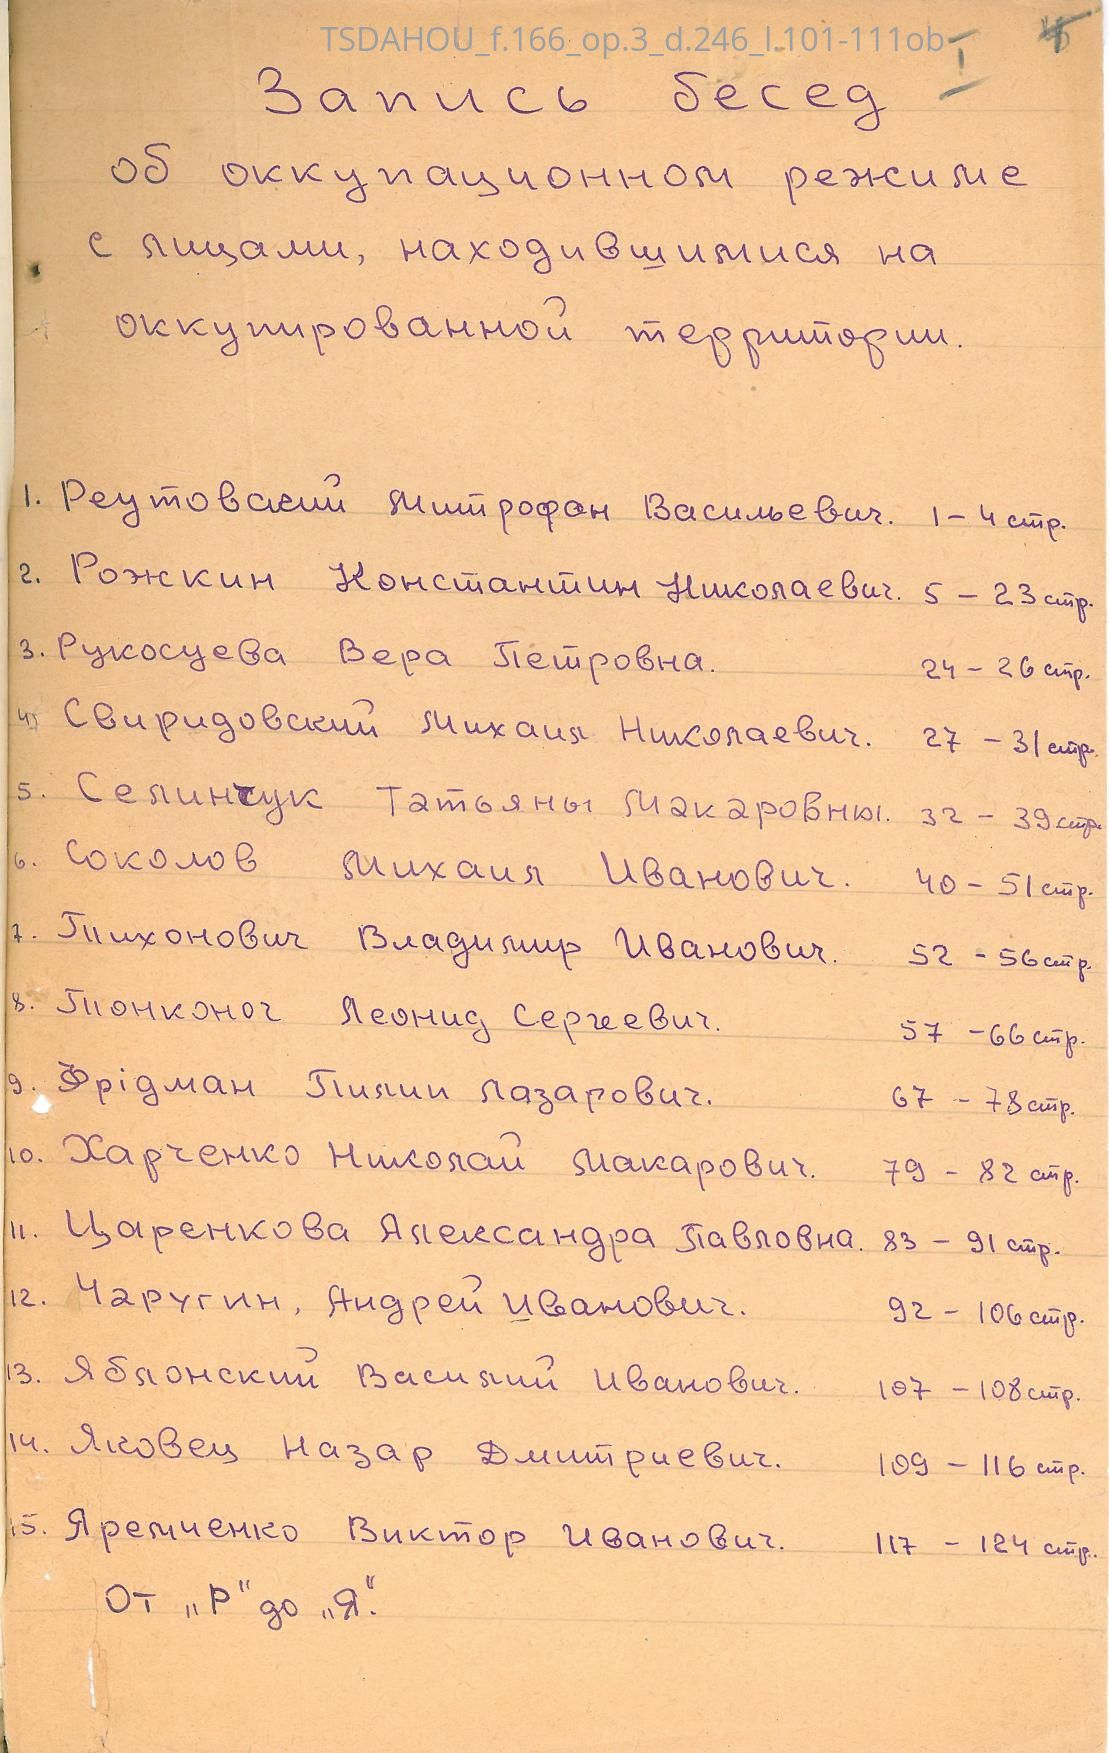 TSDAHOU_f.166_op.3_d.246_l.101-111ob
I
Запись бесед
об оккупационном режиме
с лицами, находившимися на
оккупированной территории.
1. Реутовский Митрофан Васильевич. 1 – 4 стр.
2. Рожкин Константин Николаевич. 5 – 23 стр.
3. Рукосуева Вера Петровна. 24 – 26 стр.
4. Свиридовский Михаил Николаевич. 27 – 31 стр.
5. Селинчук Татьяны Макаровны. 32 – 39 стр.
6. Соколов Михаил Иванович. 40 – 51 стр.
7. Тихонович Владимир Иванович. 52 – 56 стр.
8. Тонконог Леонид Сергеевич. 57 – 66 стр.
9. Фрідман Пилип Лазарович. 67 – 78 стр.
10. Харченко Николай Макарович. 79 – 82 стр.
11. Царенкова Александра Павловна. 83 – 91 стр.
12. Чаругин, Андрей Иванович. 92 – 106 стр.
13. Яблонский Василий Иванович. 107 – 108 стр.
14. Яковец Назар Дмитриевич. 109 – 116 стр.
15. Яремченко Виктор Иванович. 117 – 124 стр.
От „Р" до „Я".